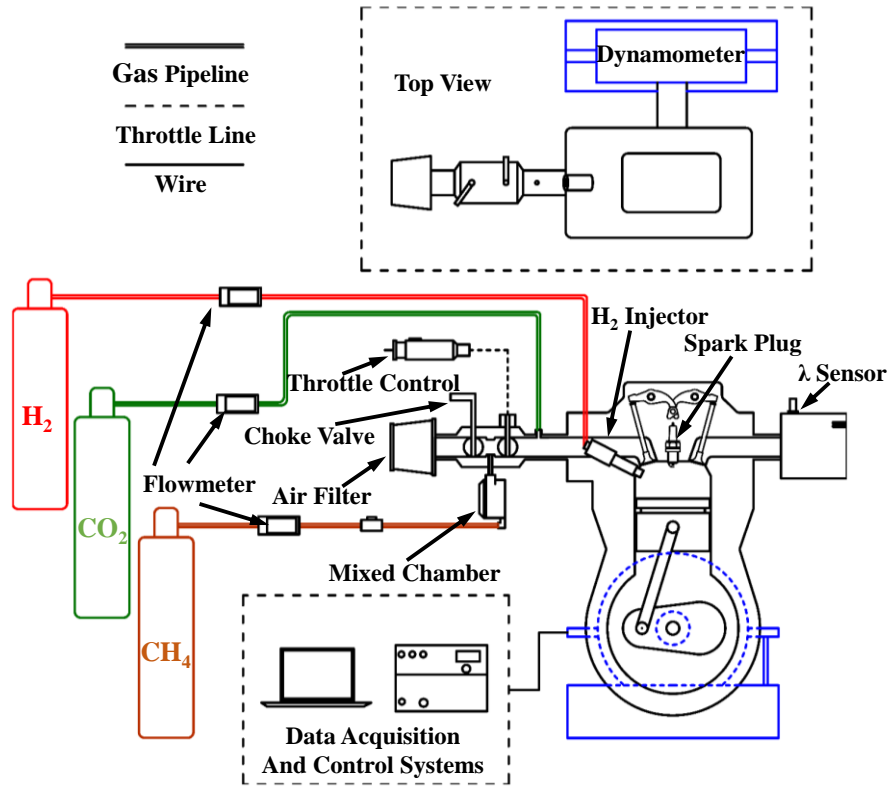 Gas Pipeline
Throttle Line
Wire
Top View
Dynamometer
H₂ Injector
Spark Plug
λ Sensor
Throttle Control
Choke Valve
H₂
Flowmeter
Air Filter
CO₂
Mixed Chamber
CH₄
Data Acquisition
And Control Systems